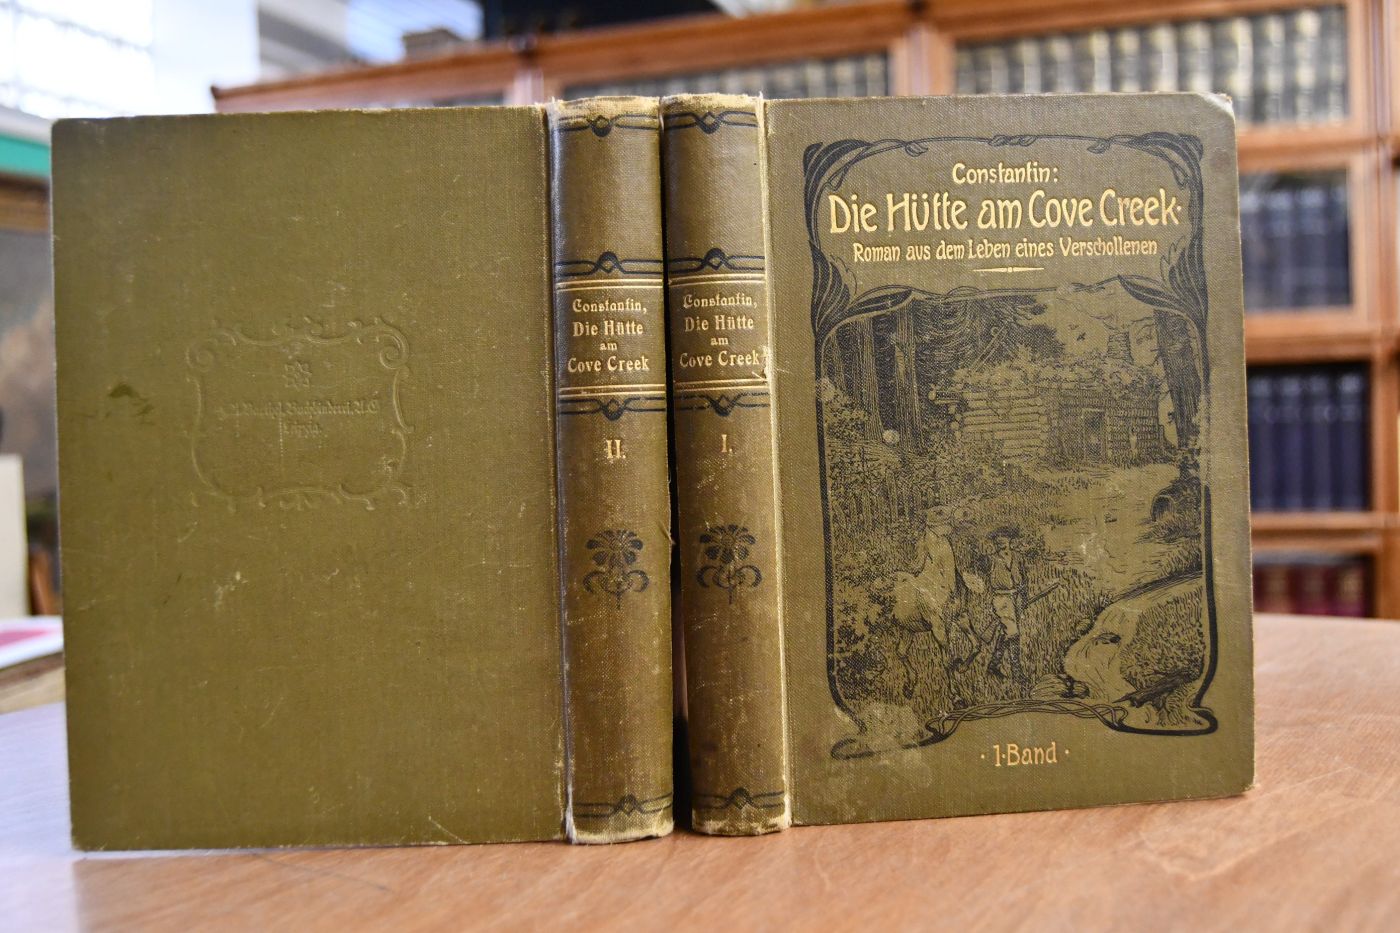 Constantin,
Die Hütte
am
Cove Creek
II.
Constantin,
Die Hütte
am
Cove Creek
I.
Constantin:
Die Hütte am Cove Creek·
Roman aus dem Leben eines Verschollenen
· 1·Band ·